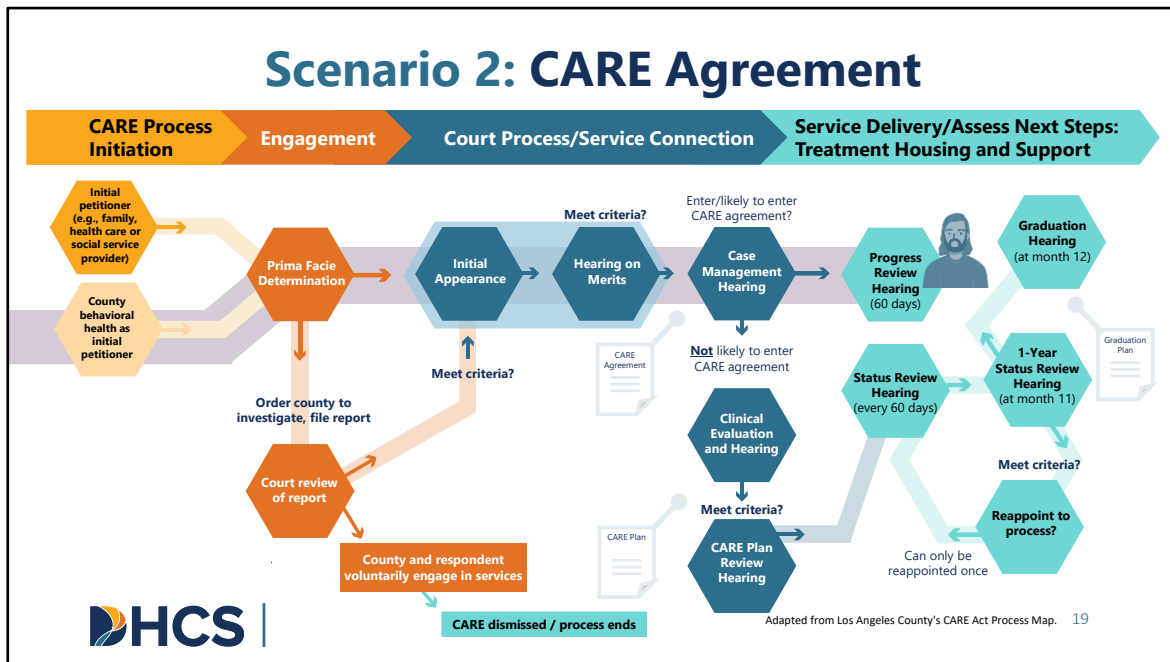 Scenario 2: CARE Agreement
CARE Process
Initiation
Engagement
Court Process/Service Connection
Service Delivery/Assess Next Steps:
Treatment Housing and Support
Initial
petitioner
(e.g., family,
health care or
social service
provider)
County
behavioral
health as
initial
petitioner
Prima Facie
Determination
Order county to
investigate, file report
Court review
of report
County and respondent
voluntarily engage in services
CARE dismissed / process ends
Meet criteria?
Initial
Appearance
Meet criteria?
Hearing on
Merits
Enter/likely to enter
CARE agreement?
Case
Management
Hearing
CARE
Agreement
Not likely to enter
CARE agreement
Clinical
Evaluation
and Hearing
Meet criteria?
CARE Plan
CARE Plan
Review
Hearing
Progress
Review
Hearing
(60 days)
Status Review
Hearing
(every 60 days)
1-Year
Status Review
Hearing
(at month 11)
Graduation
Hearing
(at month 12)
Graduation
Plan
Meet criteria?
Reappoint to
process?
Can only be
reappointed once
DHCS
Adapted from Los Angeles County's CARE Act Process Map.
19